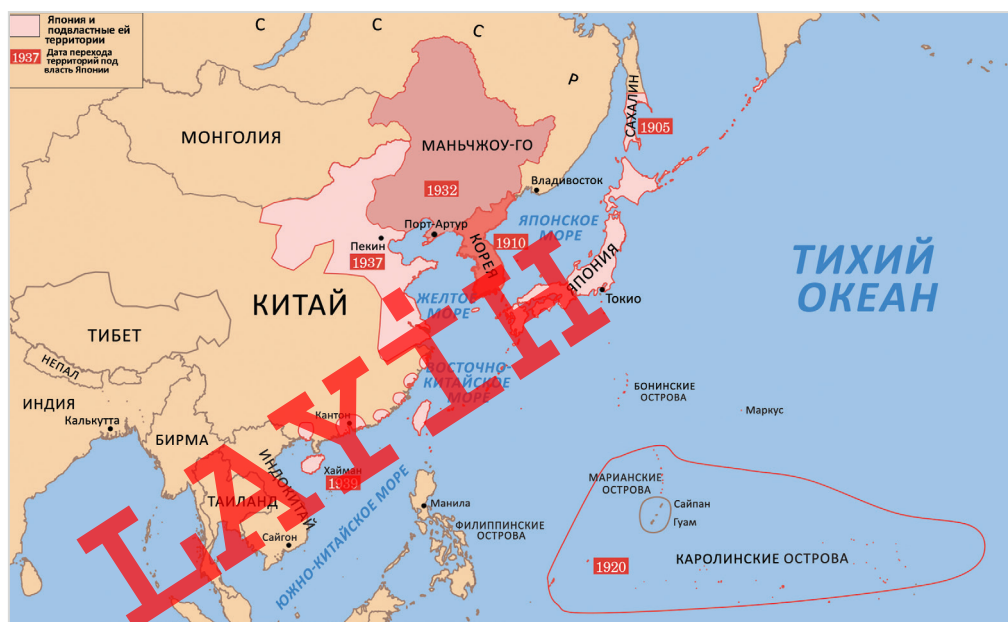 Япония и
подвластные ей
территории
1937
Дата перехода
территорий под
власть Японии
С
С
С
Р
МОНГОЛИЯ
МАНЬЧЖОУ-ГО
1932
САХАЛИН
1905
Владивосток
Порт-Артур
ЯПОНСКОЕ
МОРЕ
1910
КОРЕЯ
Пекин
1937
ЯПОНИЯ
Токио
ТИХИЙ
ОКЕАН
КИТАЙ
ЖЕЛТОЕ
МОРЕ
ТИБЕТ
НЕПАЛ
ВОСТОЧНО-
КИТАЙСКОЕ
МОРЕ
ИНДИЯ
Калькутта
БИРМА
Кантон
БОНИНСКИЕ
ОСТРОВА
Маркус
ИНДОКИТАЙ
Хайман
1939
ТАИЛАНД
Сайгон
ЮЖНО-КИТАЙСКОЕ МОРЕ
Манила
ФИЛИППИНСКИЕ
ОСТРОВА
МАРИАНСКИЕ
ОСТРОВА
Сайпан
Гуам
1920
КАРОЛИНСКИЕ ОСТРОВА
LAYiH